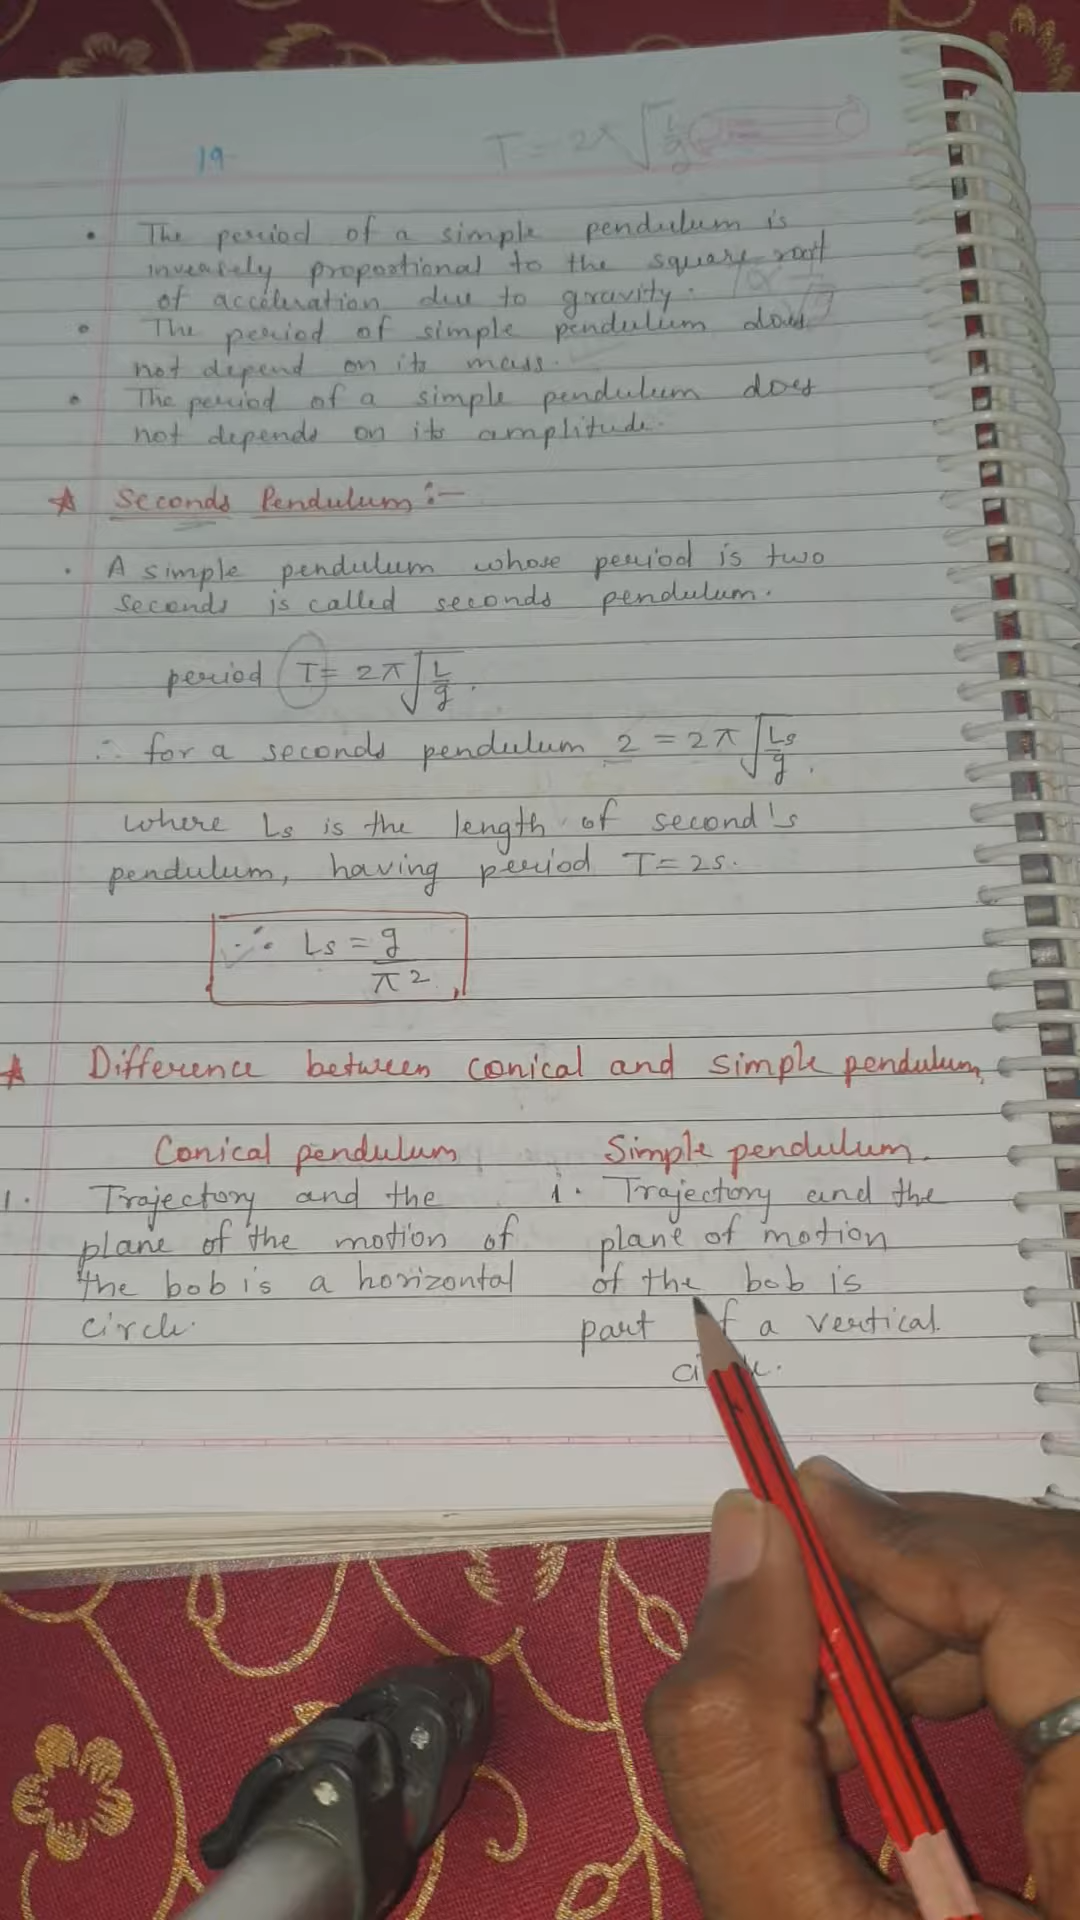 19
T = 2π√L/g
• The period of a simple pendulum is
inversely proportional to the square root
of acceleration due to gravity.
• The period of simple pendulum does
not depend on its mass.
• The period of a simple pendulum does
not depends on its amplitude.
★ Seconds Pendulum :-
• A simple pendulum whose period is two
seconds is called seconds pendulum.
period T = 2π√L/g.
∴ for a seconds pendulum 2 = 2π√Ls/g.
where Ls is the length of second's
pendulum, having period T = 2s.
∴ Ls = g/π²
★ Difference between conical and simple pendulum
Conical pendulum
1. Trajectory and the
plane of the motion of
the bob is a horizontal
circle.
Simple pendulum.
1. Trajectory and the
plane of motion
of the bob is
part of a vertical